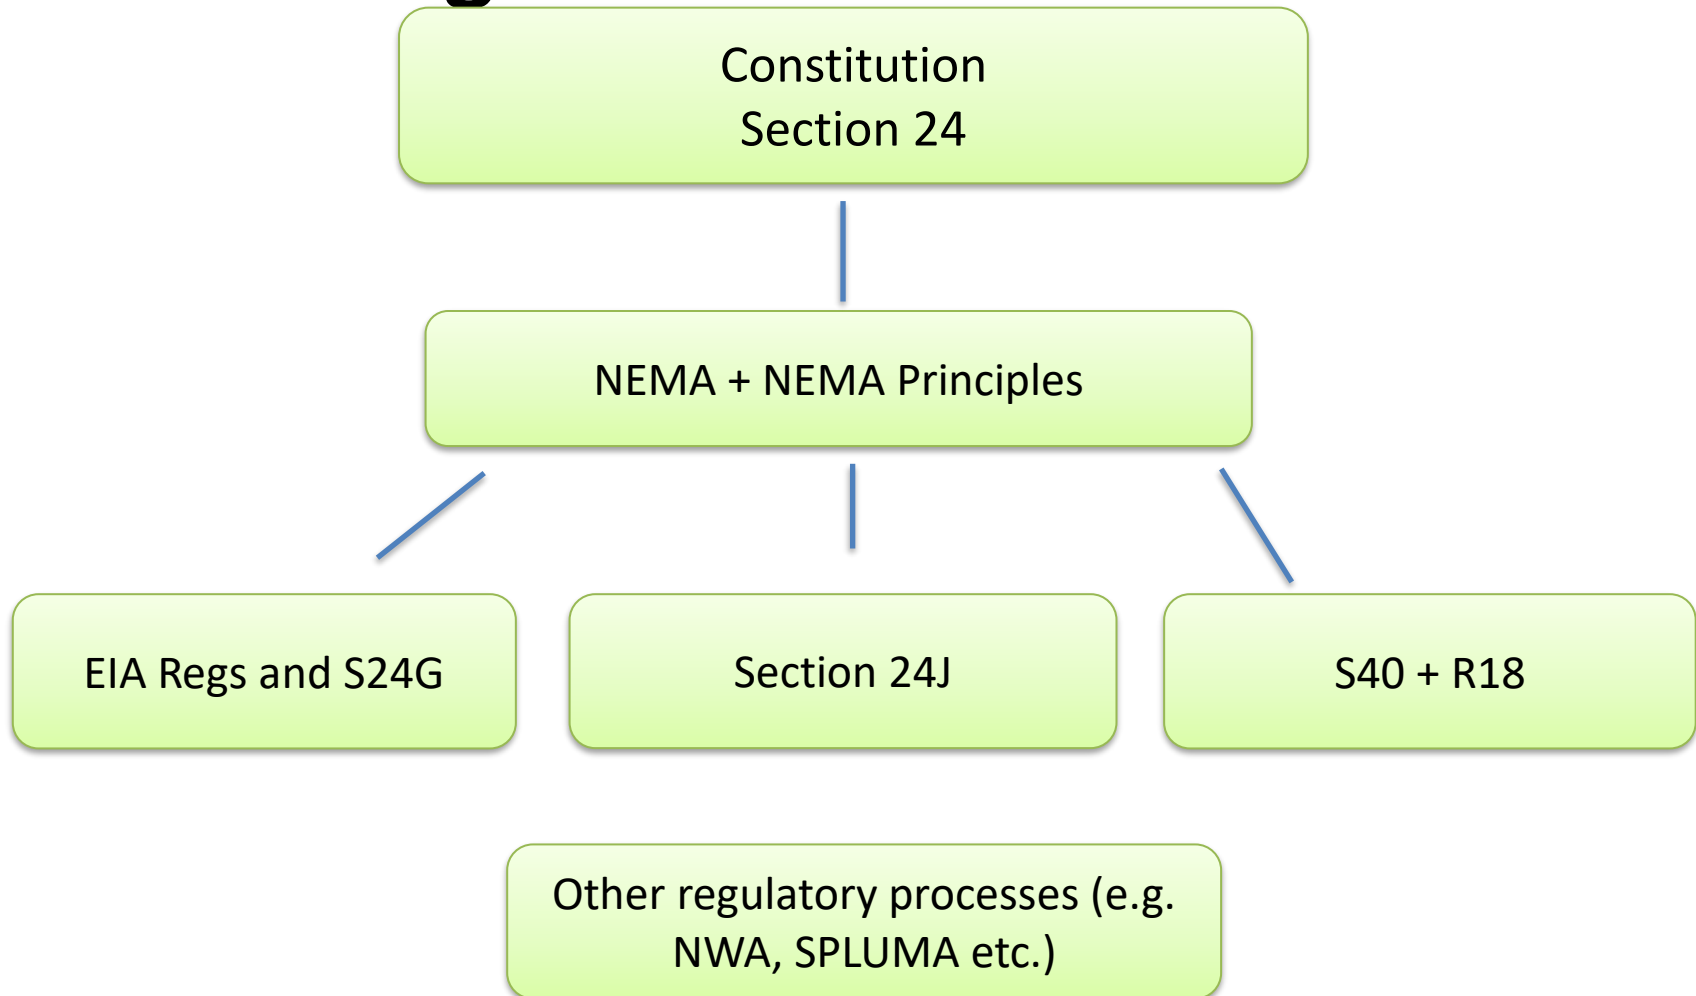 Constitution
Section 24
NEMA + NEMA Principles
EIA Regs and S24G
Section 24J
S40 + R18
Other regulatory processes (e.g.
NWA, SPLUMA etc.)